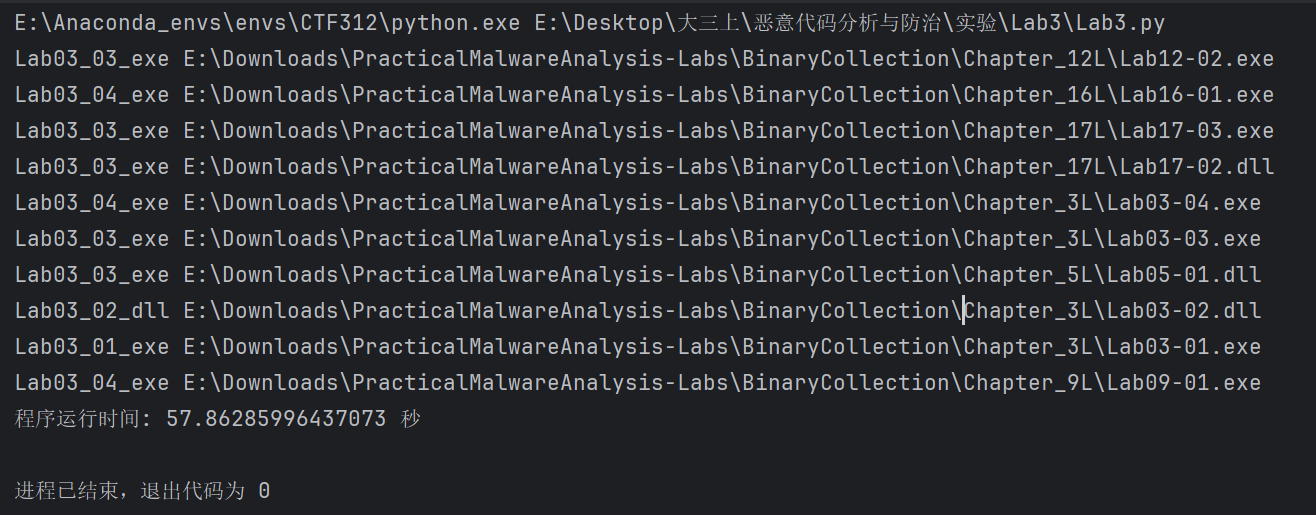 E:\Anaconda_envs\envs\CTF312\python.exe E:\Desktop\大三上\恶意代码分析与防治\实验\Lab3\Lab3.py
Lab03_03_exe E:\Downloads\PracticalMalwareAnalysis-Labs\BinaryCollection\Chapter_12L\Lab12-02.exe
Lab03_04_exe E:\Downloads\PracticalMalwareAnalysis-Labs\BinaryCollection\Chapter_16L\Lab16-01.exe
Lab03_03_exe E:\Downloads\PracticalMalwareAnalysis-Labs\BinaryCollection\Chapter_17L\Lab17-03.exe
Lab03_03_exe E:\Downloads\PracticalMalwareAnalysis-Labs\BinaryCollection\Chapter_17L\Lab17-02.dll
Lab03_04_exe E:\Downloads\PracticalMalwareAnalysis-Labs\BinaryCollection\Chapter_3L\Lab03-04.exe
Lab03_03_exe E:\Downloads\PracticalMalwareAnalysis-Labs\BinaryCollection\Chapter_3L\Lab03-03.exe
Lab03_03_exe E:\Downloads\PracticalMalwareAnalysis-Labs\BinaryCollection\Chapter_5L\Lab05-01.dll
Lab03_02_dll E:\Downloads\PracticalMalwareAnalysis-Labs\BinaryCollection\Chapter_3L\Lab03-02.dll
Lab03_01_exe E:\Downloads\PracticalMalwareAnalysis-Labs\BinaryCollection\Chapter_3L\Lab03-01.exe
Lab03_04_exe E:\Downloads\PracticalMalwareAnalysis-Labs\BinaryCollection\Chapter_9L\Lab09-01.exe
程序运行时间: 57.86285996437073 秒
进程已结束，退出代码为 0